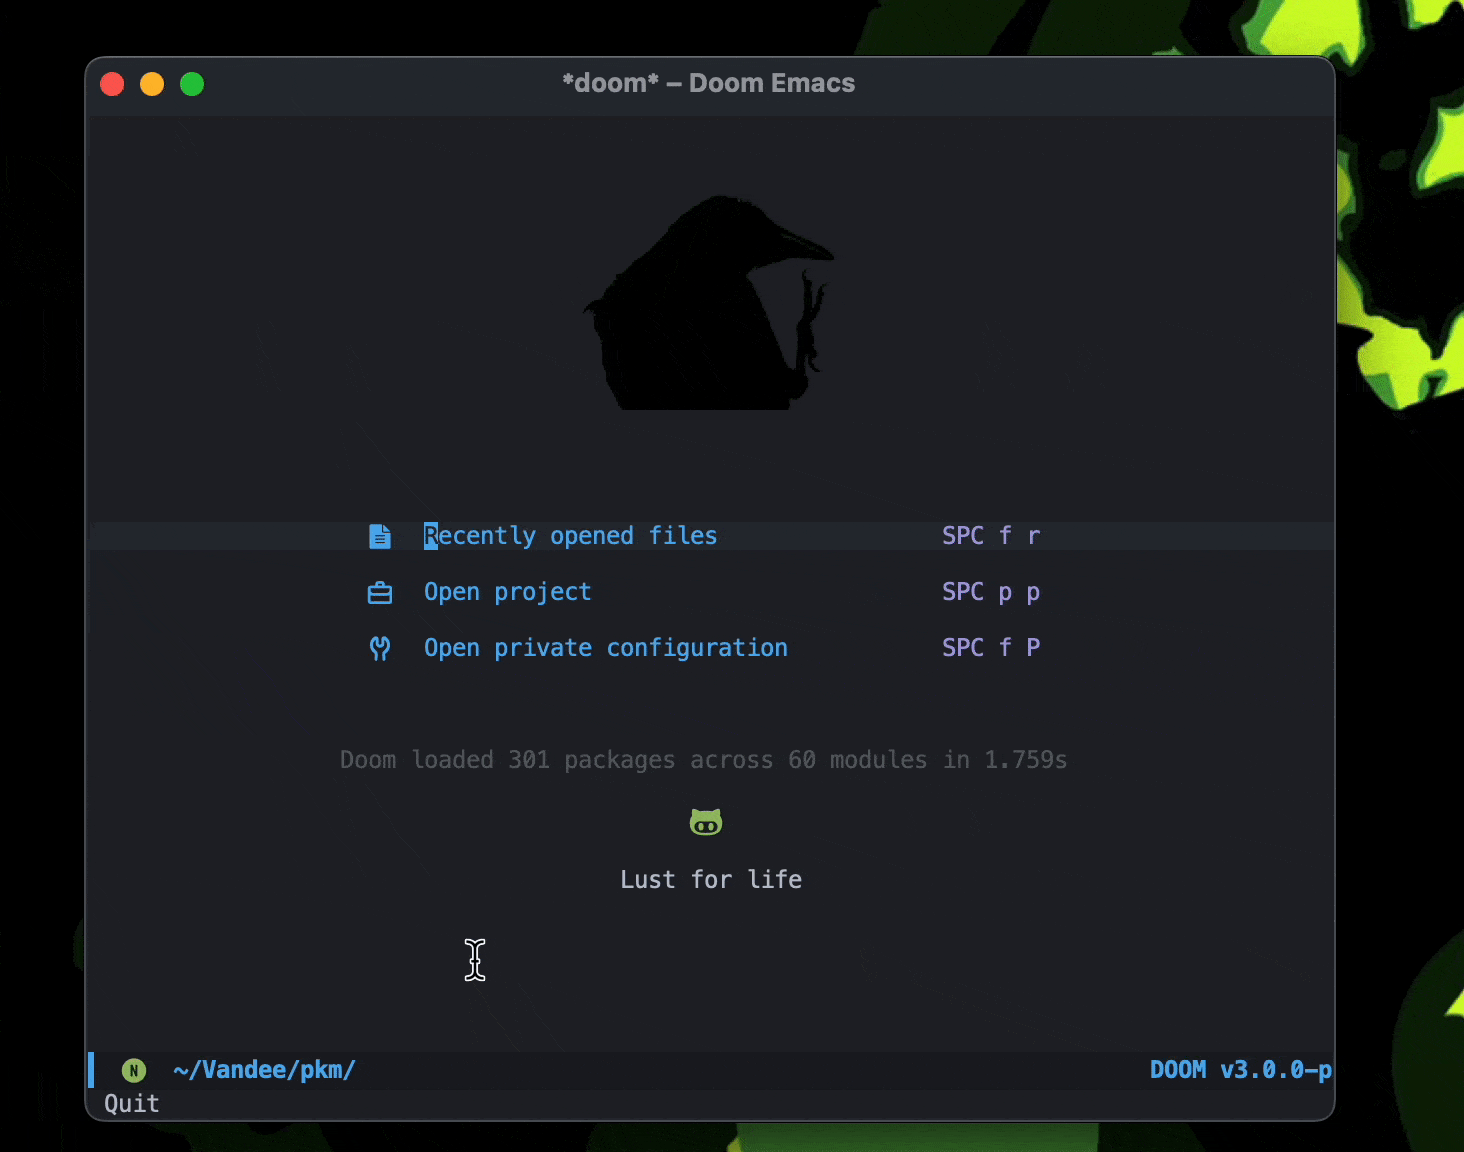 *doom* – Doom Emacs
Recently opened files SPC f r
Open project SPC p p
Open private configuration SPC f P
Doom loaded 301 packages across 60 modules in 1.759s
Lust for life
N ~/Vandee/pkm/ DOOM v3.0.0-p
Quit